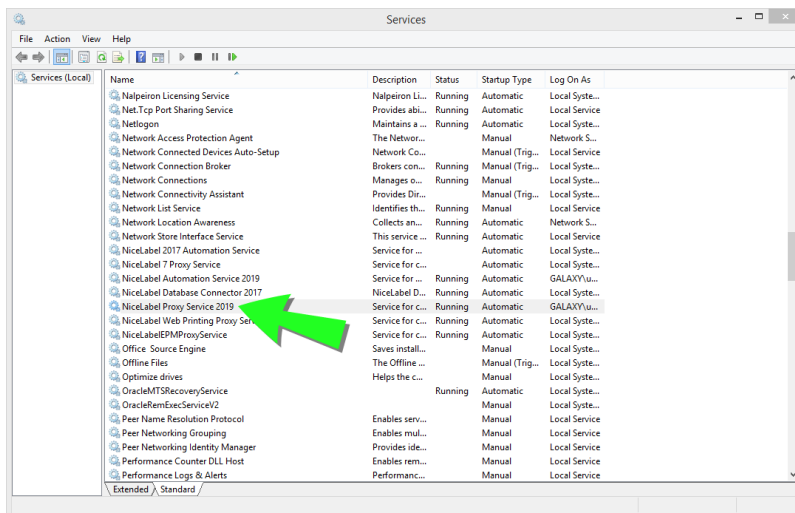 Services
File Action View Help
Services (Local)
Name Description Status Startup Type Log On As
Nalpeiron Licensing Service Nalpeiron Li... Running Automatic Local Syste...
Net.Tcp Port Sharing Service Provides abi... Running Automatic Local Service
Netlogon Maintains a ... Running Automatic Local Syste...
Network Access Protection Agent The Networ... Manual Network S...
Network Connected Devices Auto-Setup Network Co... Manual (Trig... Local Service
Network Connection Broker Brokers con... Running Manual (Trig... Local Syste...
Network Connections Manages o... Running Manual Local Syste...
Network Connectivity Assistant Provides Dir... Manual (Trig... Local Syste...
Network List Service Identifies th... Running Manual Local Service
Network Location Awareness Collects an... Running Automatic Network S...
Network Store Interface Service This service ... Running Automatic Local Service
NiceLabel 2017 Automation Service Service for ... Automatic Local Syste...
NiceLabel 7 Proxy Service Service for c... Automatic Local Syste...
NiceLabel Automation Service 2019 Service for ... Running Automatic GALAXY\u...
NiceLabel Database Connector 2017 NiceLabel D... Running Automatic Local Syste...
NiceLabel Proxy Service 2019 Service for c... Running Automatic GALAXY\u...
NiceLabel Web Printing Proxy Service for c... Running Automatic Local Syste...
NiceLabelEPMProxyService Service for c... Running Automatic Local Syste...
Office Source Engine Saves install... Manual Local Syste...
Offline Files The Offline ... Manual (Trig... Local Syste...
Optimize drives Helps the c... Manual Local Syste...
OracleMTSRecoveryService Running Automatic Local Syste...
OracleRemExecServiceV2 Manual Local Syste...
Peer Name Resolution Protocol Enables serv... Manual Local Service
Peer Networking Grouping Enables mul... Manual Local Service
Peer Networking Identity Manager Provides ide... Manual Local Service
Performance Counter DLL Host Enables rem... Manual Local Service
Performance Logs & Alerts Performanc... Manual Local Service
Extended Standard